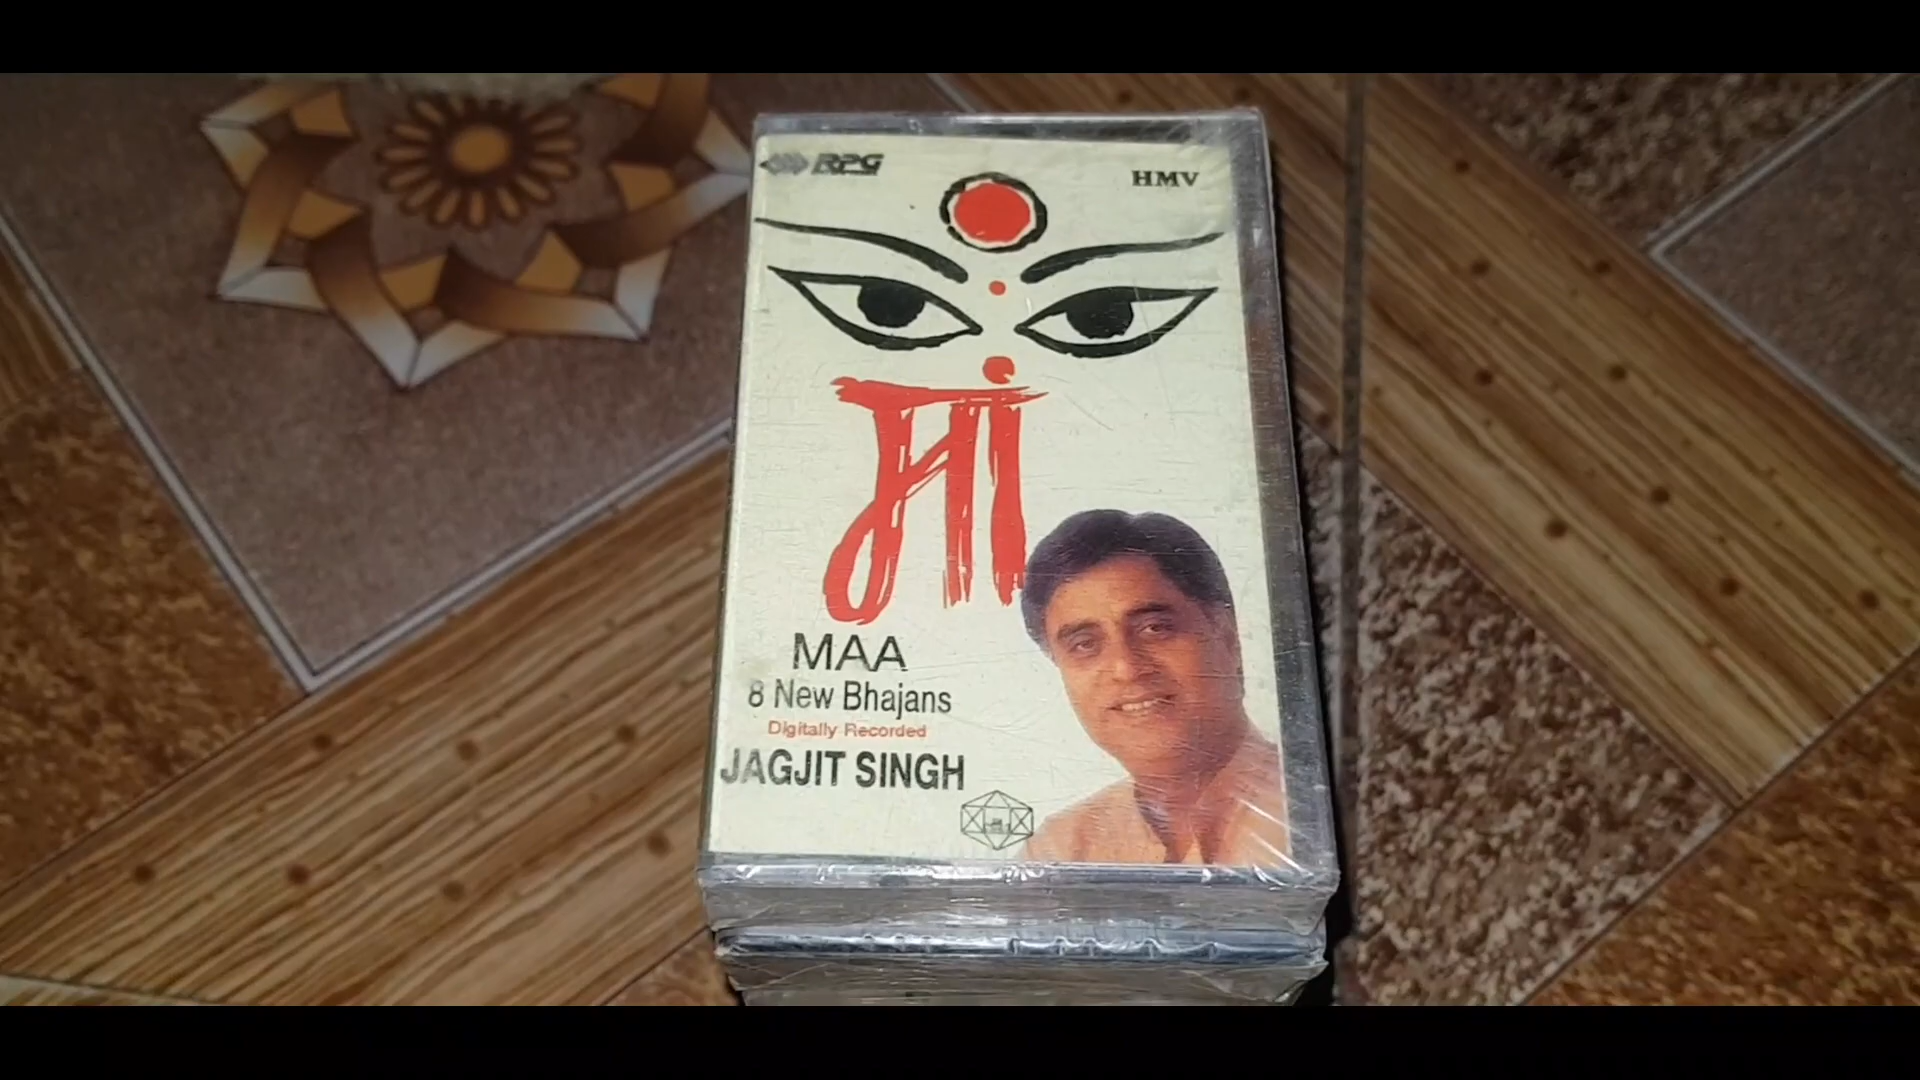 RPG
HMV
मां
MAA
8 New Bhajans
Digitally Recorded
JAGJIT SINGH